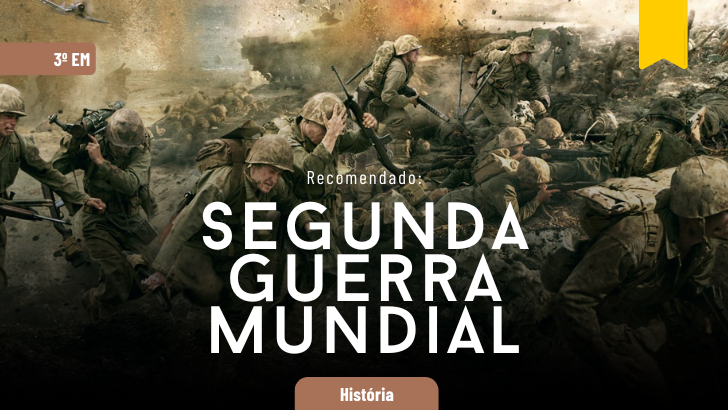 3º EM
Recomendado:
SEGUNDA
GUERRA
MUNDIAL
História